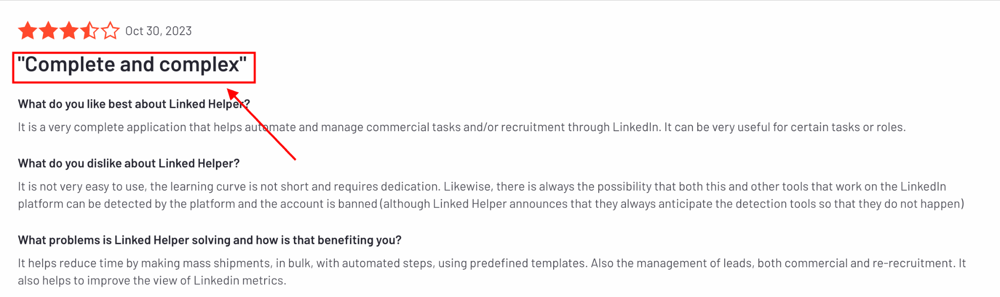 Oct 30, 2023
"Complete and complex"
What do you like best about Linked Helper?
It is a very complete application that helps automate and manage commercial tasks and/or recruitment through LinkedIn. It can be very useful for certain tasks or roles.
What do you dislike about Linked Helper?
It is not very easy to use, the learning curve is not short and requires dedication. Likewise, there is always the possibility that both this and other tools that work on the LinkedIn
platform can be detected by the platform and the account is banned (although Linked Helper announces that they always anticipate the detection tools so that they do not happen)
What problems is Linked Helper solving and how is that benefiting you?
It helps reduce time by making mass shipments, in bulk, with automated steps, using predefined templates. Also the management of leads, both commercial and re-recruitment. It
also helps to improve the view of Linkedin metrics.